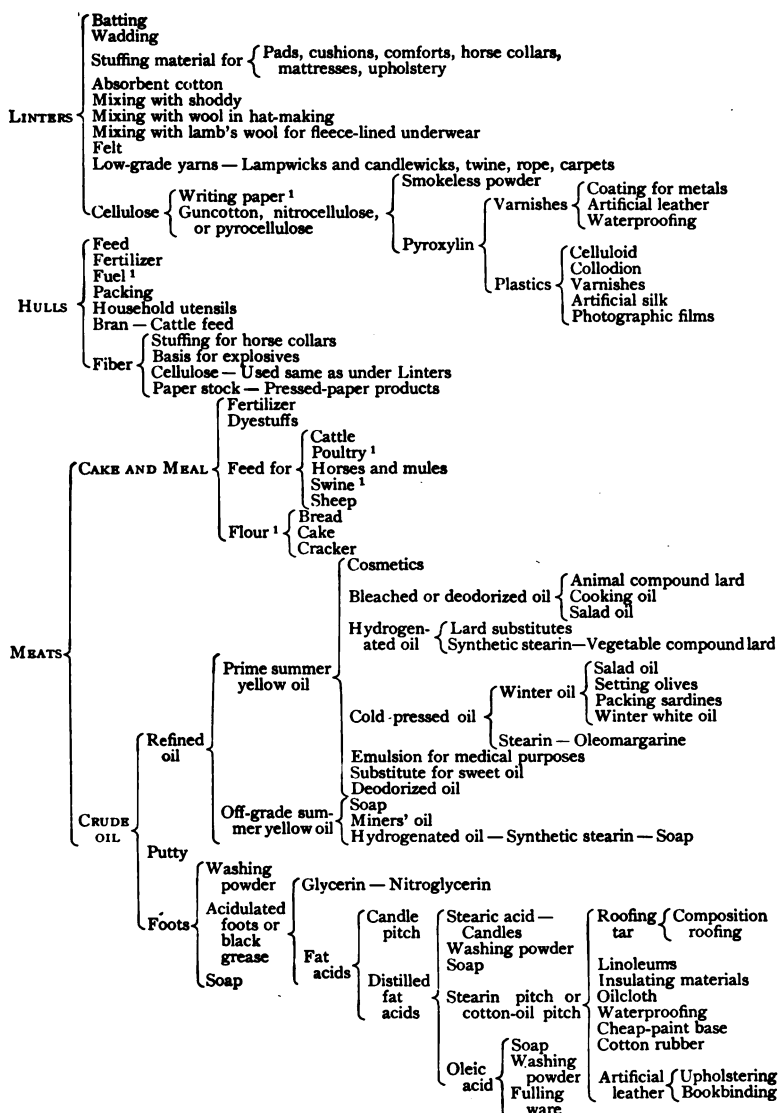 LINTERS
Batting
Wadding
Stuffing material for
Pads, cushions, comforts, horse collars,
mattresses, upholstery
Absorbent cotton
Mixing with shoddy
Mixing with wool in hat-making
Mixing with lamb's wool for fleece-lined underwear
Felt
Low-grade yarns — Lampwicks and candlewicks, twine, rope, carpets
Cellulose
Writing paper ¹
Guncotton, nitrocellulose,
or pyrocellulose
Smokeless powder
Pyroxylin
Varnishes
Coating for metals
Artificial leather
Waterproofing
Plastics
Celluloid
Collodion
Varnishes
Artificial silk
Photographic films
HULLS
Feed
Fertilizer
Fuel ¹
Packing
Household utensils
Bran — Cattle feed
Fiber
Stuffing for horse collars
Basis for explosives
Cellulose — Used same as under Linters
Paper stock — Pressed-paper products
MEATS
CAKE AND MEAL
Fertilizer
Dyestuffs
Feed for
Cattle
Poultry ¹
Horses and mules
Swine ¹
Sheep
Flour ¹
Bread
Cake
Cracker
CRUDE
OIL
Refined
oil
Prime summer
yellow oil
Cosmetics
Bleached or deodorized oil
Animal compound lard
Cooking oil
Salad oil
Hydrogen-
ated oil
Lard substitutes
Synthetic stearin—Vegetable compound lard
Cold-pressed oil
Winter oil
Salad oil
Setting olives
Packing sardines
Winter white oil
Stearin — Oleomargarine
Emulsion for medical purposes
Substitute for sweet oil
Deodorized oil
Off-grade sum-
mer yellow oil
Soap
Miners' oil
Hydrogenated oil — Synthetic stearin — Soap
Putty
Foots
Washing
powder
Acidulated
foots or
black
grease
Soap
Glycerin — Nitroglycerin
Fat
acids
Candle
pitch
Distilled
fat
acids
Stearic acid —
Candles
Washing powder
Soap
Stearin pitch or
cotton-oil pitch
Roofing
tar
Composition
roofing
Linoleums
Insulating materials
Oilcloth
Waterproofing
Cheap-paint base
Cotton rubber
Artificial
leather
Upholstering
Bookbinding
Oleic
acid
Soap
Washing
powder
Fulling
ware